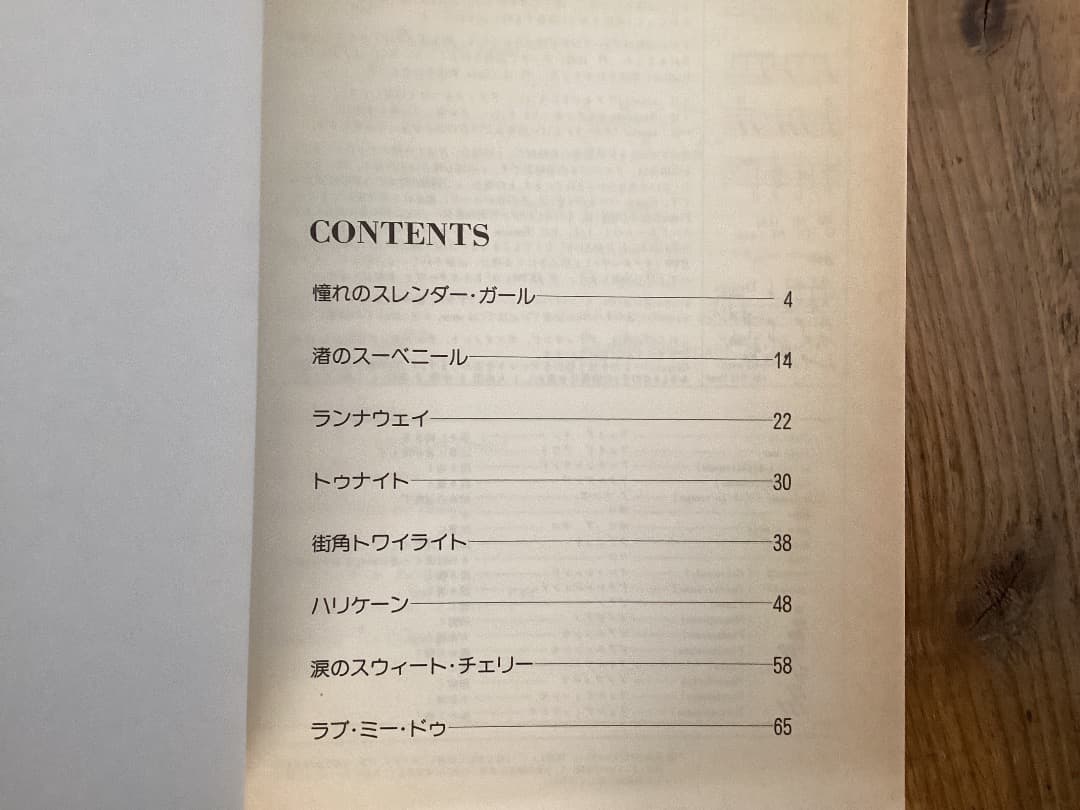 CONTENTS
憧れのスレンダー・ガール 4
渚のスーベニール 14
ランナウェイ 22
トゥナイト 30
街角トワイライト 38
ハリケーン 48
涙のスウィート・チェリー 58
ラブ・ミー・ドゥ 65